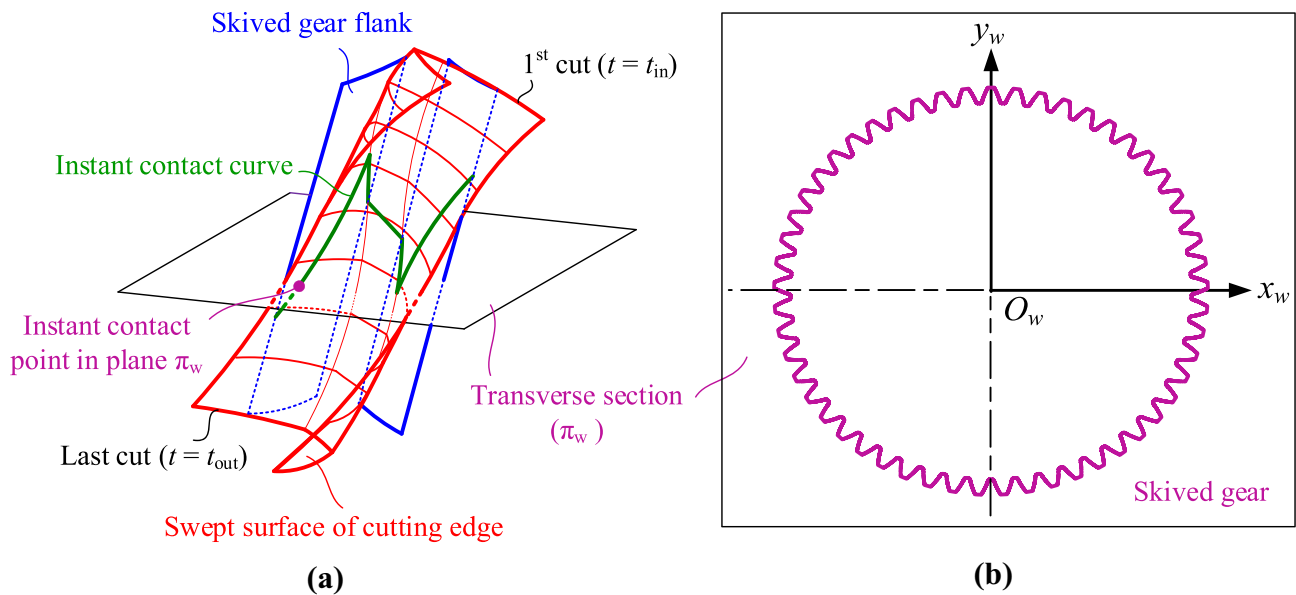 Skived gear flank
1st cut (t = tin)
Instant contact curve
Instant contact
point in plane πw
Last cut (t = tout)
Swept surface of cutting edge
Transverse section
(πw )
(a)
yw
xw
Ow
Skived gear
(b)